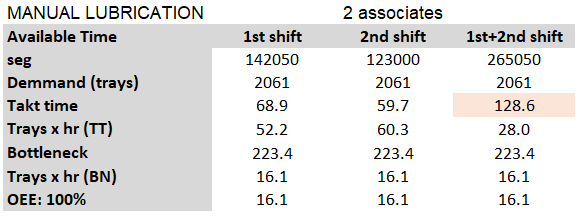 MANUAL LUBRICATION 2 associates
Available Time 1st shift 2nd shift 1st+2nd shift
seg 142050 123000 265050
Demmand (trays) 2061 2061 2061
Takt time 68.9 59.7 128.6
Trays x hr (TT) 52.2 60.3 28.0
Bottleneck 223.4 223.4 223.4
Trays x hr (BN) 16.1 16.1 16.1
OEE: 100% 16.1 16.1 16.1